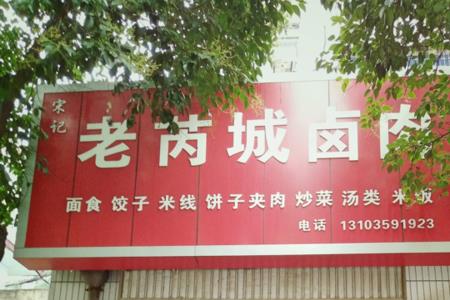 宋记
老芮城卤肉
面食 饺子 米线 饼子夹肉 炒菜 汤类 米饭
电话 13103591923